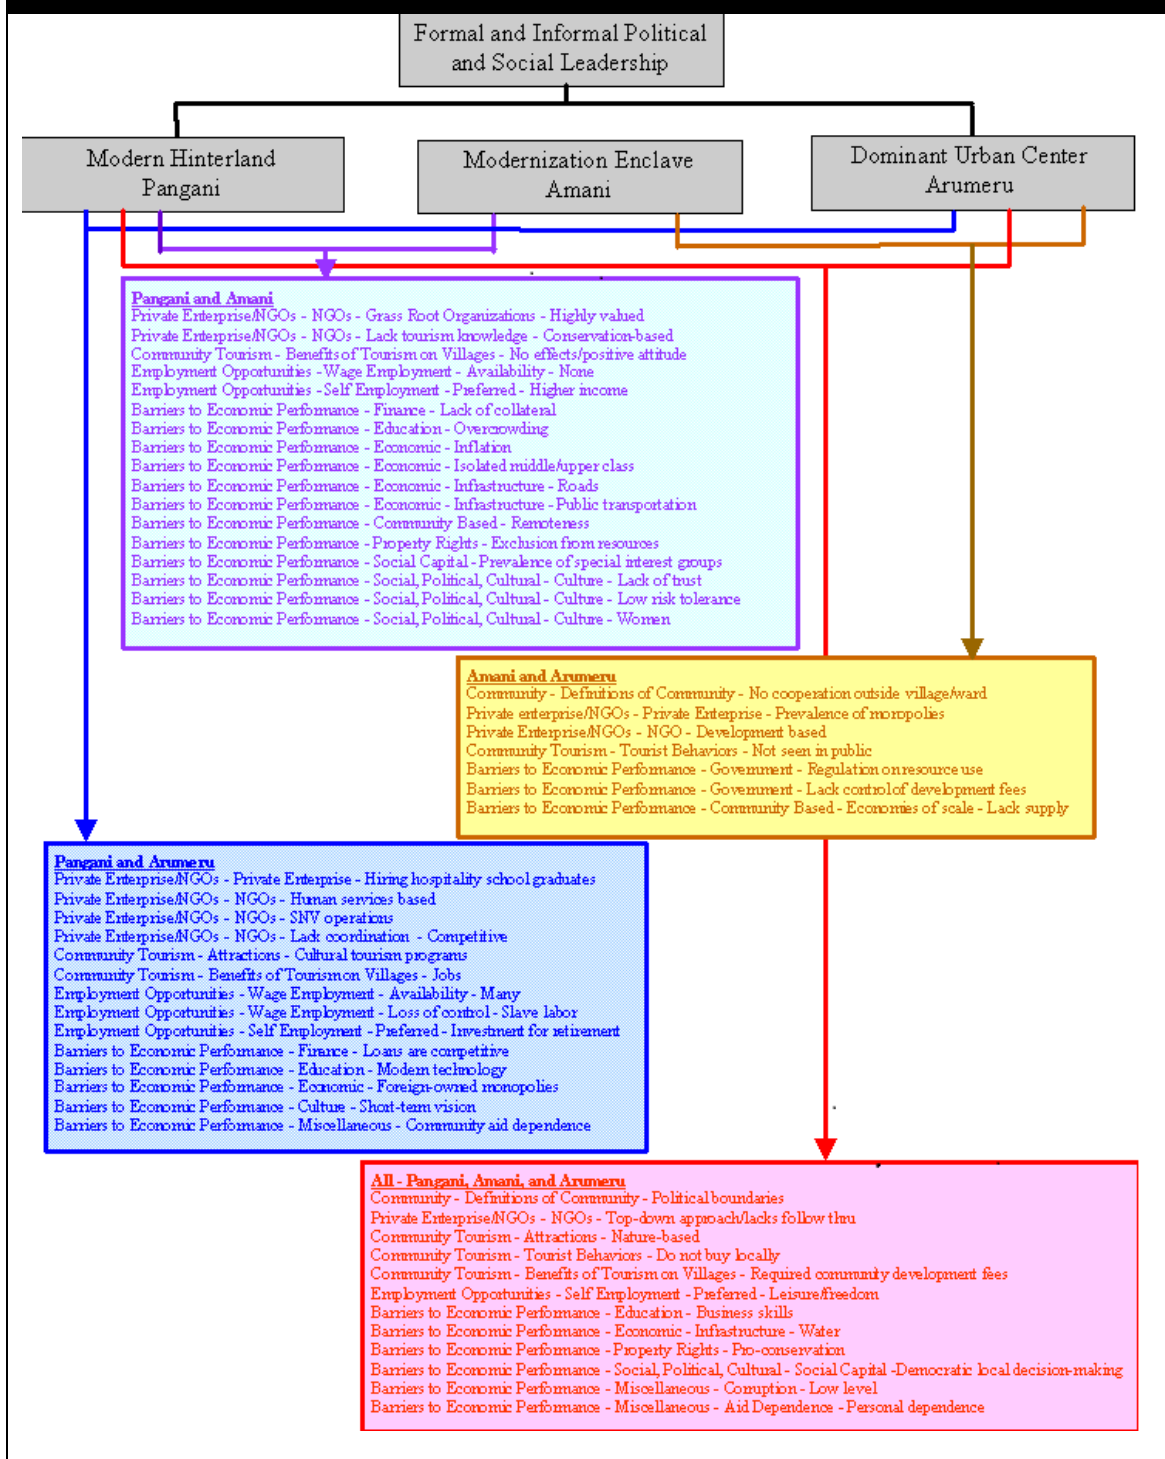 Formal and Informal Political
and Social Leadership
Modern Hinterland
Pangani
Modernization Enclave
Amani
Dominant Urban Center
Arumeru
Pangani and Amani
Private Enterprise/NGOs - NGOs - Grass Root Organizations - Highly valued
Private Enterprise/NGOs - NGOs - Lack tourism knowledge - Conservation-based
Community Tourism - Benefits of Tourism on Villages - No effects/positive attitude
Employment Opportunities -Wage Employment - Availability - None
Employment Opportunities -Self Employment - Preferred - Higher income
Barriers to Economic Performance - Finance - Lack of collateral
Barriers to Economic Performance - Education - Overcrowding
Barriers to Economic Performance - Economic - Inflation
Barriers to Economic Performance - Economic - Isolated middle/upper class
Barriers to Economic Performance - Economic - Infrastructure - Roads
Barriers to Economic Performance - Economic - Infrastructure - Public transportation
Barriers to Economic Performance - Community Based - Remoteness
Barriers to Economic Performance -Property Rights - Exclusion from resources
Barriers to Economic Performance - Social Capital - Prevalence of special interest groups
Barriers to Economic Performance - Social, Political, Cultural - Culture - Lack of trust
Barriers to Economic Performance - Social, Political, Cultural - Culture - Low risk tolerance
Barriers to Economic Performance - Social, Political, Cultural - Culture - Women
Amani and Arumeru
Community - Definitions of Community - No cooperation outside village/ward
Private enterprise/NGOs - Private Enterprise - Prevalence of moropolies
Private Enterprise/NGOs - NGO - Development based
Community Tourism - Tourist Behaviors - Not seen in public
Barriers to Economic Performance - Government - Regulation on resource use
Barriers to Economic Performance - Government - Lack control of development fees
Barriers to Economic Performance - Community Based - Economies of scale - Lack supply
Pangani and Arumeru
Private Enterprise/NGOs - Private Enterprise - Hiring hospitality school graduates
Private Enterprise/NGOs - NGOs - Human services based
Private Enterprise/NGOs - NGOs - SNV operations
Private Enterprise/NGOs - NGOs - Lack coordination - Competitive
Community Tourism - Attractions - Cultural tourism programs
Community Tourism - Benefits of Tourism on Villages - Jobs
Employment Opportunities - Wage Employment - Availability - Many
Employment Opportunities - Wage Employment - Loss of control - Slave labor
Employment Opportunities - Self Employment - Preferred - Investment for retirement
Barriers to Economic Performance - Finance - Loans are competitive
Barriers to Economic Performance - Education - Modern technology
Barriers to Economic Performance - Economic - Foreign-owned monopolies
Barriers to Economic Performance - Culture - Short-term vision
Barriers to Economic Performance - Miscellaneous - Community aid dependence
All - Pangani, Amani, and Arumeru
Community - Definitions of Community - Political boundaries
Private Enterprise/NGOs - NGOs - Top-down approach/lacks follow thru
Community Tourism - Attractions - Nature-based
Community Tourism - Tourist Behaviors - Do not buy locally
Community Tourism - Benefits of Tourism on Villages - Required community development fees
Employment Opportunities - Self Employment - Preferred - Leisure/freedom
Barriers to Economic Performance - Education - Business skills
Barriers to Economic Performance - Economic - Infrastructure - Water
Barriers to Economic Performance -Property Rights - Pro-conservation
Barriers to Economic Performance - Social, Political, Cultural - Social Capital -Democratic local decision-making
Barriers to Economic Performance - Miscellaneous - Corruption - Low level
Barriers to Economic Performance - Miscellaneous - Aid Dependence - Personal dependence